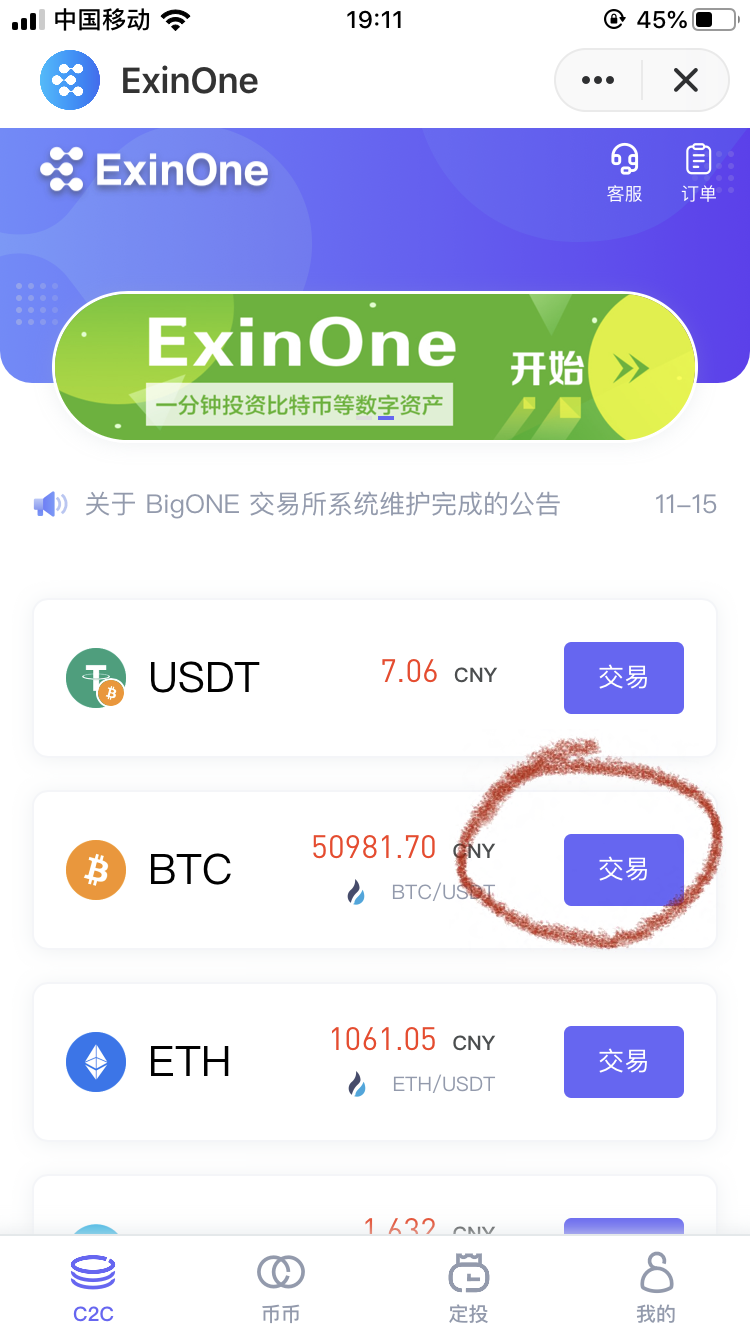 中国移动 19:11 45%
ExinOne
ExinOne
客服 订单
ExinOne
一分钟投资比特币等数字资产
开始
关于 BigONE 交易所系统维护完成的公告 11-15
USDT 7.06 CNY 交易
BTC 50981.70 CNY 交易
BTC/USDT
ETH 1061.05 CNY 交易
ETH/USDT
1.632 CNY
C2C 币币 定投 我的